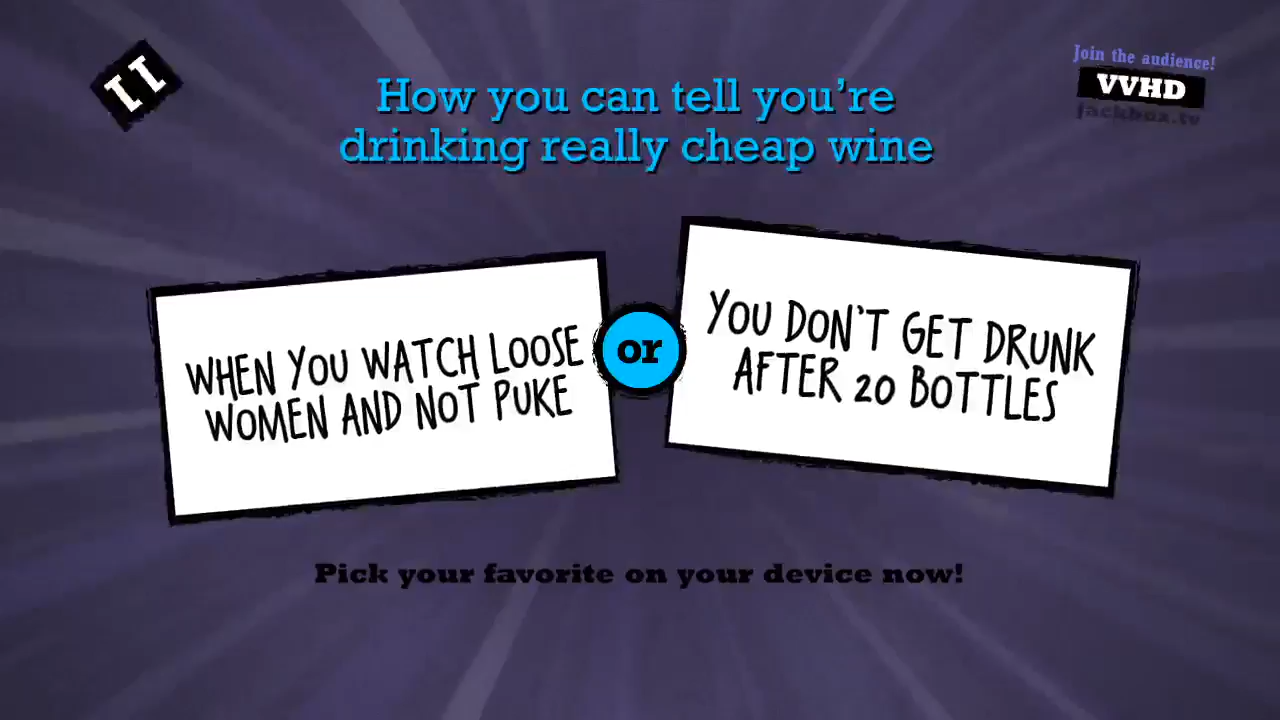 11
Join the audience!
VVHD
jackbox.tv
How you can tell you're
drinking really cheap wine
WHEN YOU WATCH LOOSE
WOMEN AND NOT PUKE
or
YOU DON'T GET DRUNK
AFTER 20 BOTTLES
Pick your favorite on your device now!